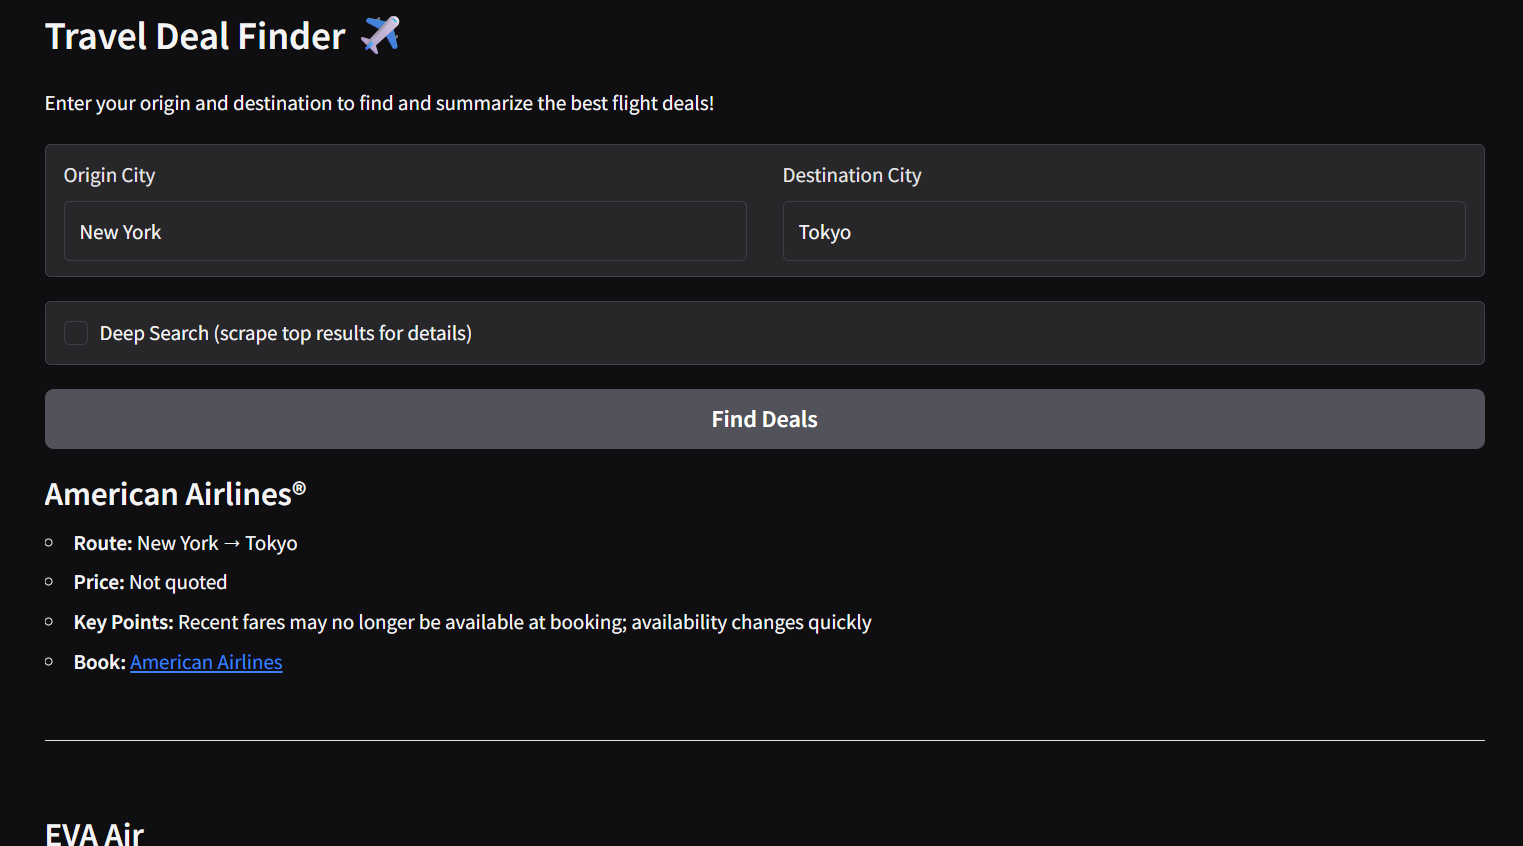 Travel Deal Finder
Enter your origin and destination to find and summarize the best flight deals!
Origin City
New York
Destination City
Tokyo
Deep Search (scrape top results for details)
Find Deals
American Airlines®
Route: New York → Tokyo
Price: Not quoted
Key Points: Recent fares may no longer be available at booking; availability changes quickly
Book: American Airlines
EVA Air